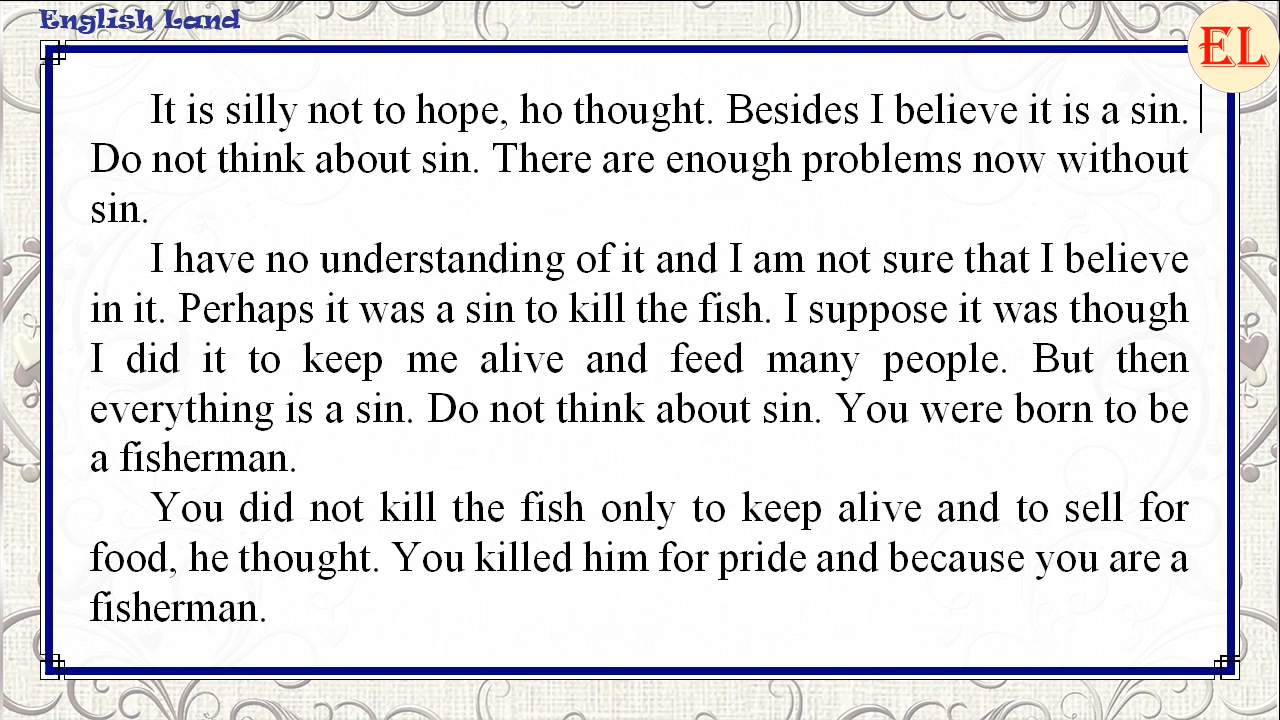 English Land
EL
It is silly not to hope, ho thought. Besides I believe it is a sin.
Do not think about sin. There are enough problems now without
sin.
I have no understanding of it and I am not sure that I believe
in it. Perhaps it was a sin to kill the fish. I suppose it was though
I did it to keep me alive and feed many people. But then
everything is a sin. Do not think about sin. You were born to be
a fisherman.
You did not kill the fish only to keep alive and to sell for
food, he thought. You killed him for pride and because you are a
fisherman.